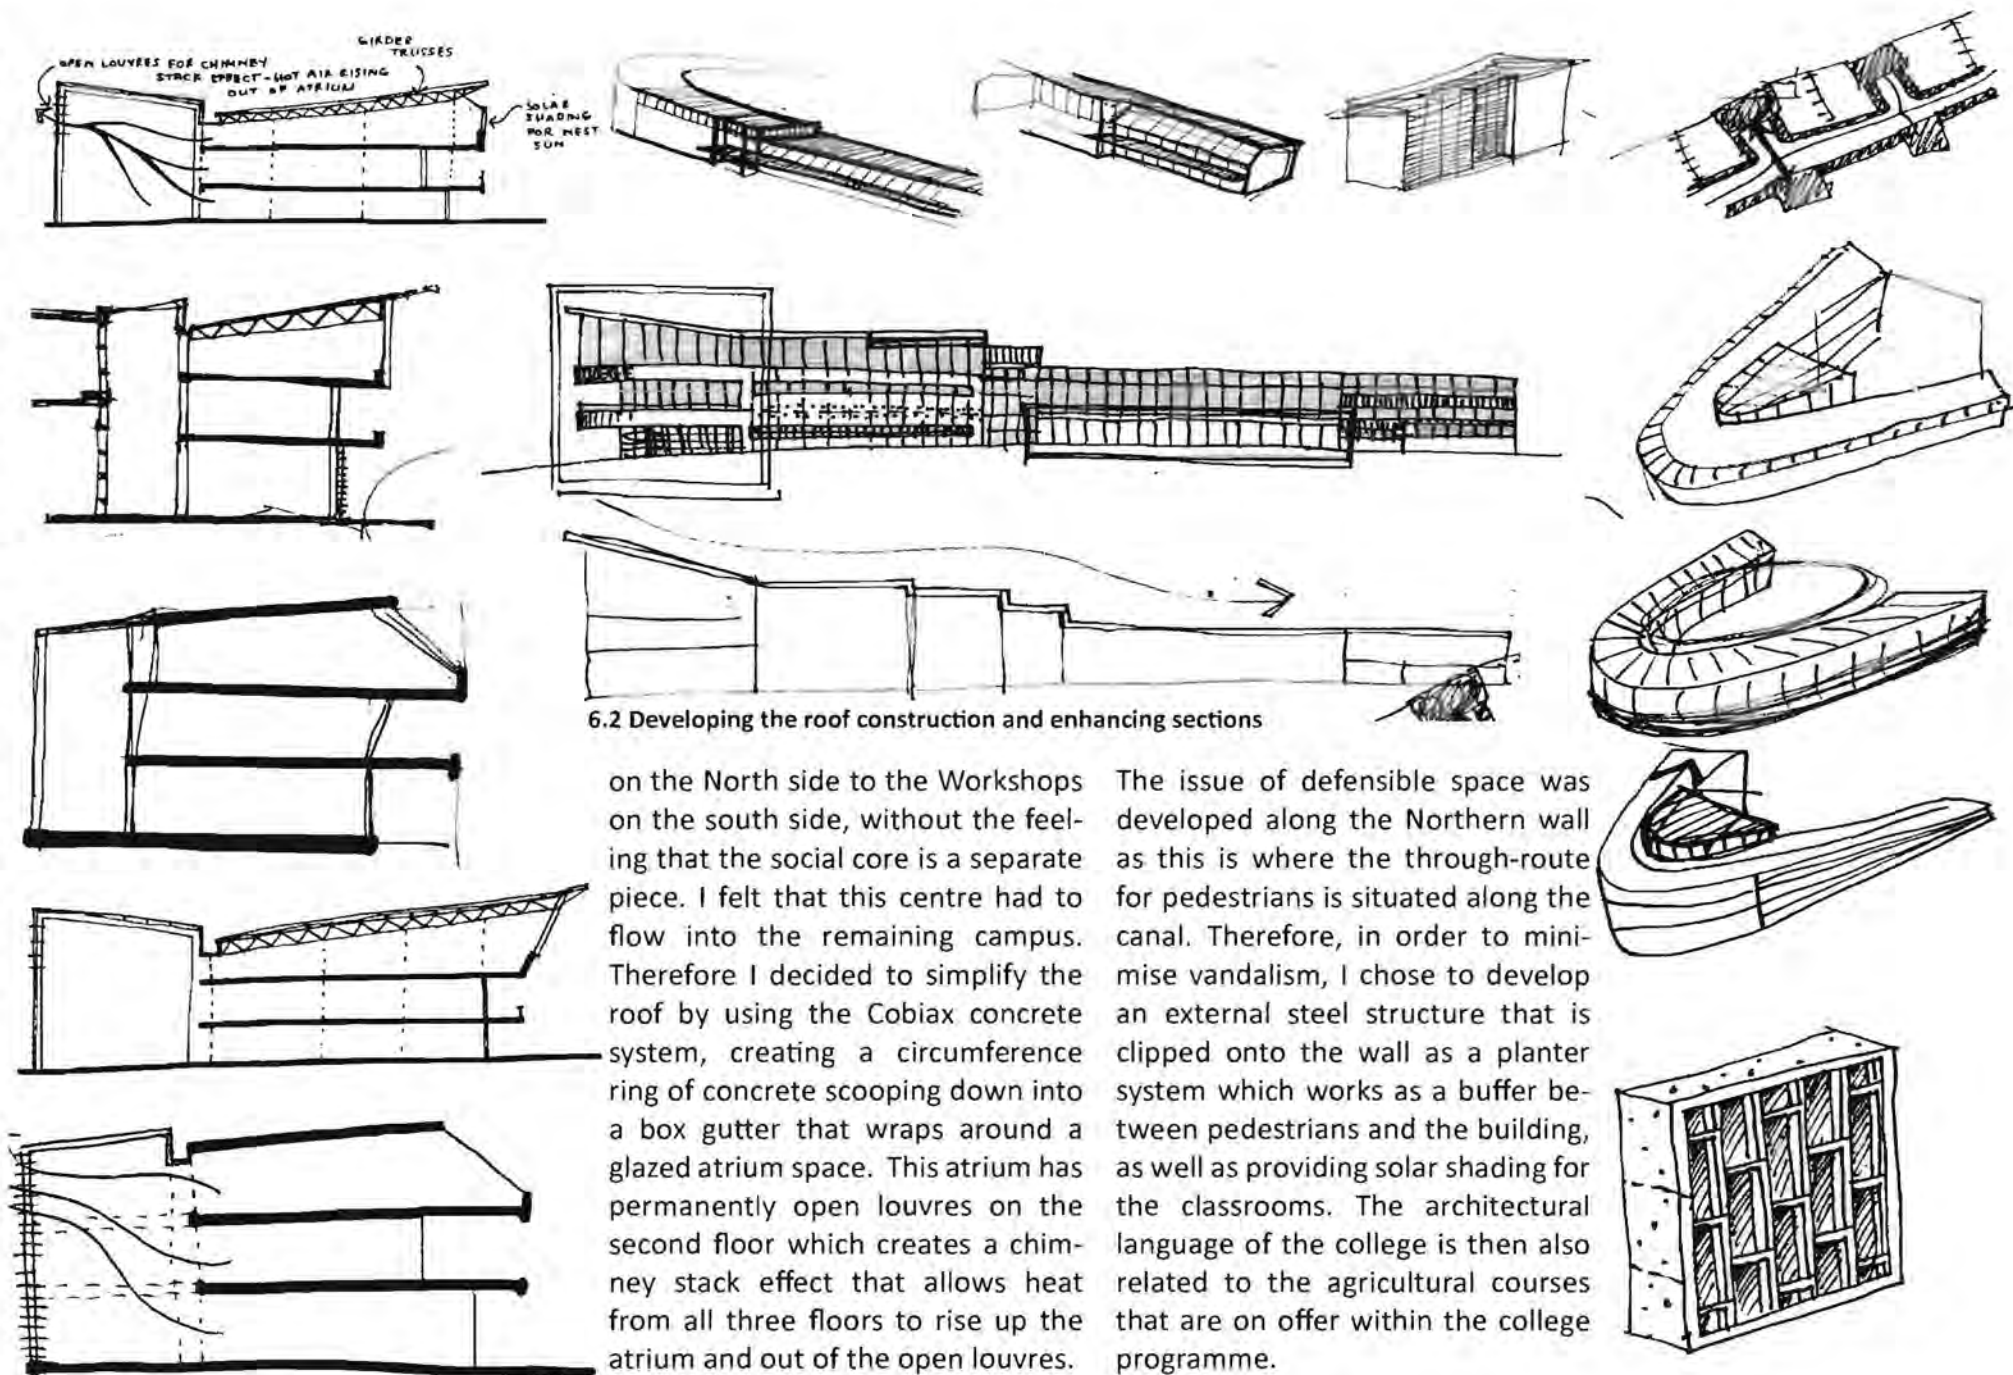 OPEN LOUVRES FOR CHIMNEY
STACK EFFECT - HOT AIR RISING
OUT OF ATRIUM
GIRDER
TRUSSES
SOLAR
SHADING
FOR WEST
SUN
6.2 Developing the roof construction and enhancing sections
on the North side to the Workshops
on the south side, without the feel-
ing that the social core is a separate
piece. I felt that this centre had to
flow into the remaining campus.
Therefore I decided to simplify the
roof by using the Cobiax concrete
system, creating a circumference
ring of concrete scooping down into
a box gutter that wraps around a
glazed atrium space. This atrium has
permanently open louvres on the
second floor which creates a chim-
ney stack effect that allows heat
from all three floors to rise up the
atrium and out of the open louvres.
The issue of defensible space was
developed along the Northern wall
as this is where the through-route
for pedestrians is situated along the
canal. Therefore, in order to mini-
mise vandalism, I chose to develop
an external steel structure that is
clipped onto the wall as a planter
system which works as a buffer be-
tween pedestrians and the building,
as well as providing solar shading for
the classrooms. The architectural
language of the college is then also
related to the agricultural courses
that are on offer within the college
programme.